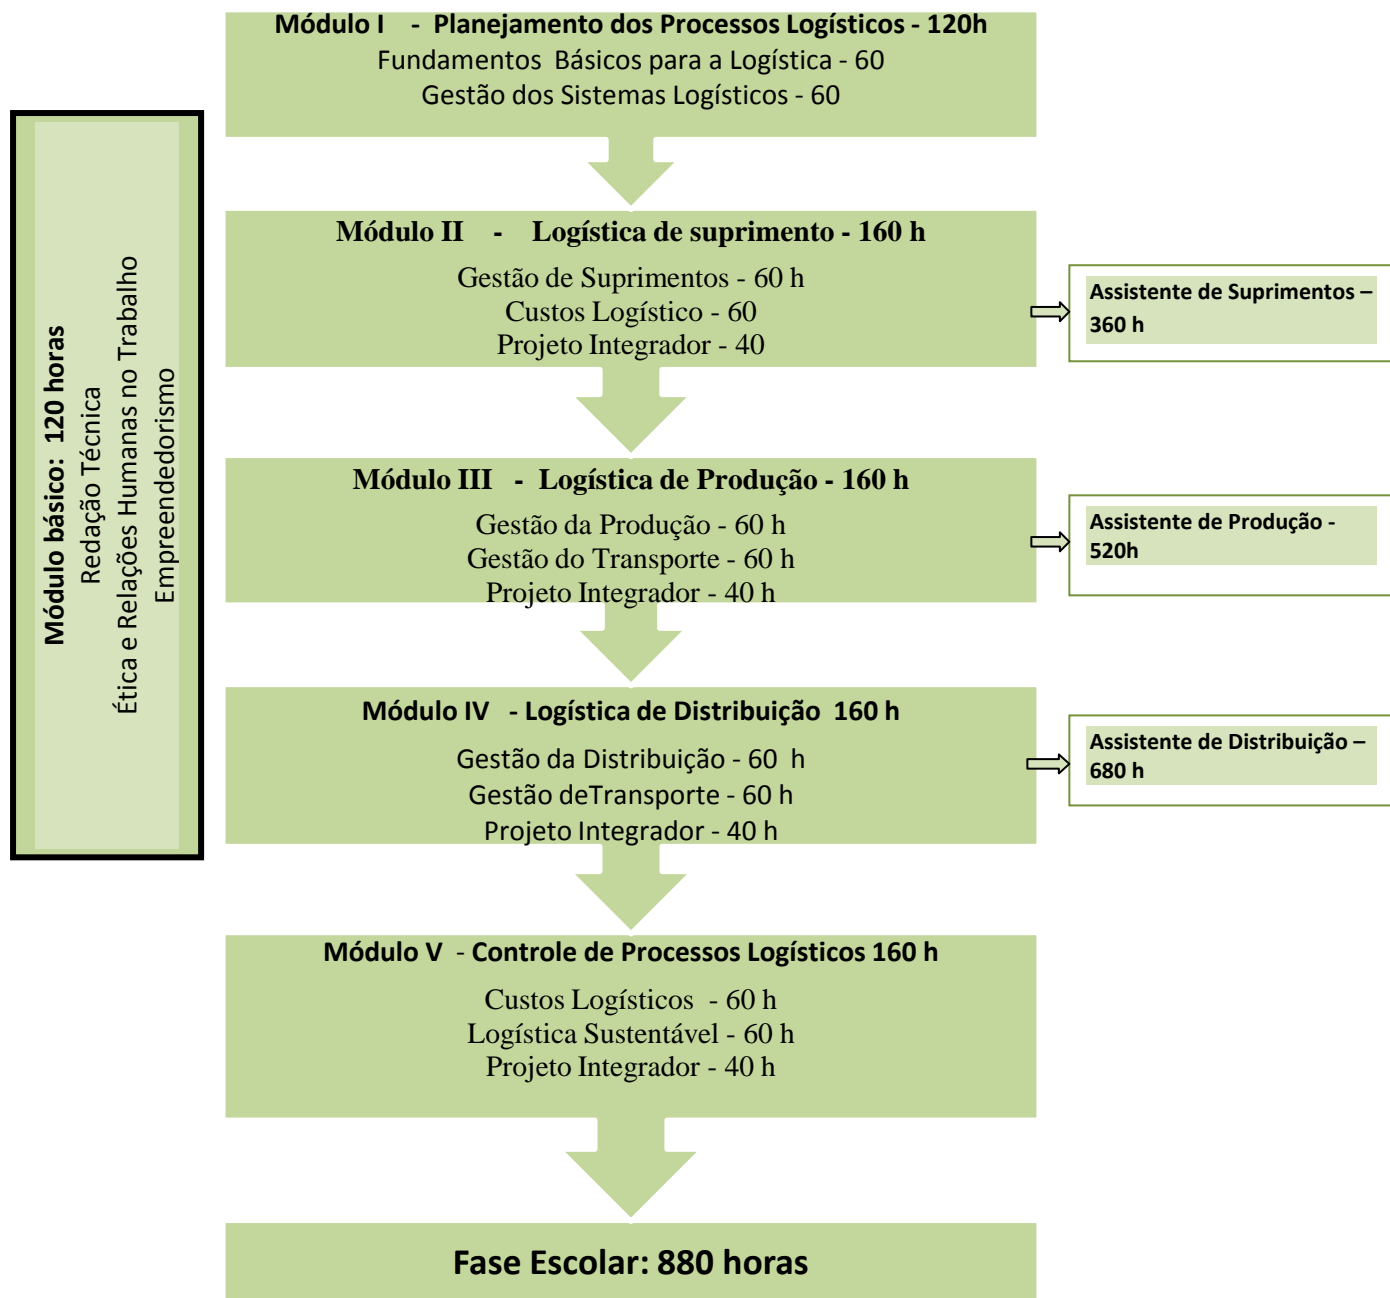 Módulo I - Planejamento dos Processos Logísticos - 120h
Fundamentos Básicos para a Logística - 60
Gestão dos Sistemas Logísticos - 60
Módulo básico: 120 horas
Redação Técnica
Ética e Relações Humanas no Trabalho
Empreendedorismo
Módulo II - Logística de suprimento - 160 h
Gestão de Suprimentos - 60 h
Custos Logístico - 60
Projeto Integrador - 40
Assistente de Suprimentos –
360 h
Módulo III - Logística de Produção - 160 h
Gestão da Produção - 60 h
Gestão do Transporte - 60 h
Projeto Integrador - 40 h
Assistente de Produção -
520h
Módulo IV - Logística de Distribuição 160 h
Gestão da Distribuição - 60 h
Gestão deTransporte - 60 h
Projeto Integrador - 40 h
Assistente de Distribuição –
680 h
Módulo V - Controle de Processos Logísticos 160 h
Custos Logísticos - 60 h
Logística Sustentável - 60 h
Projeto Integrador - 40 h
Fase Escolar: 880 horas